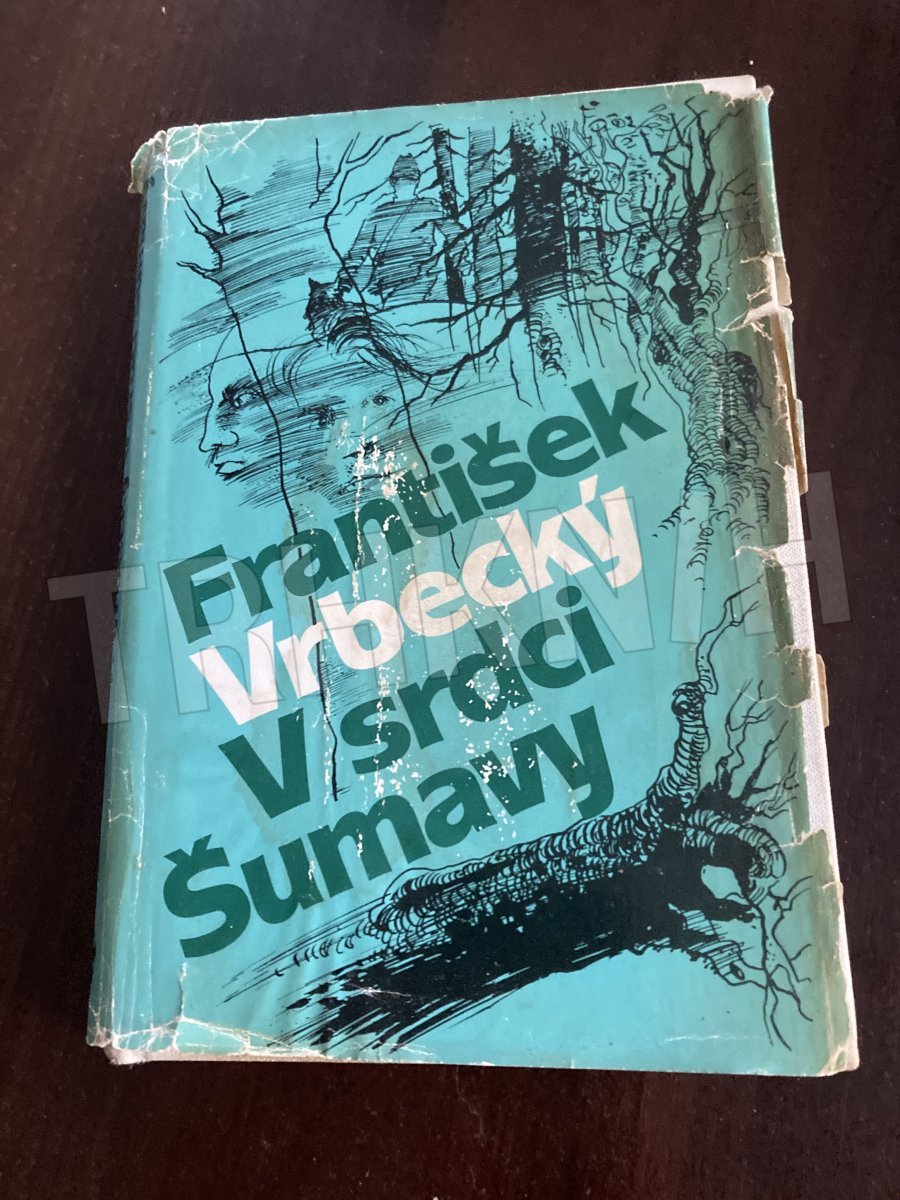 František
Vrbecký
V srdci
Šumavy